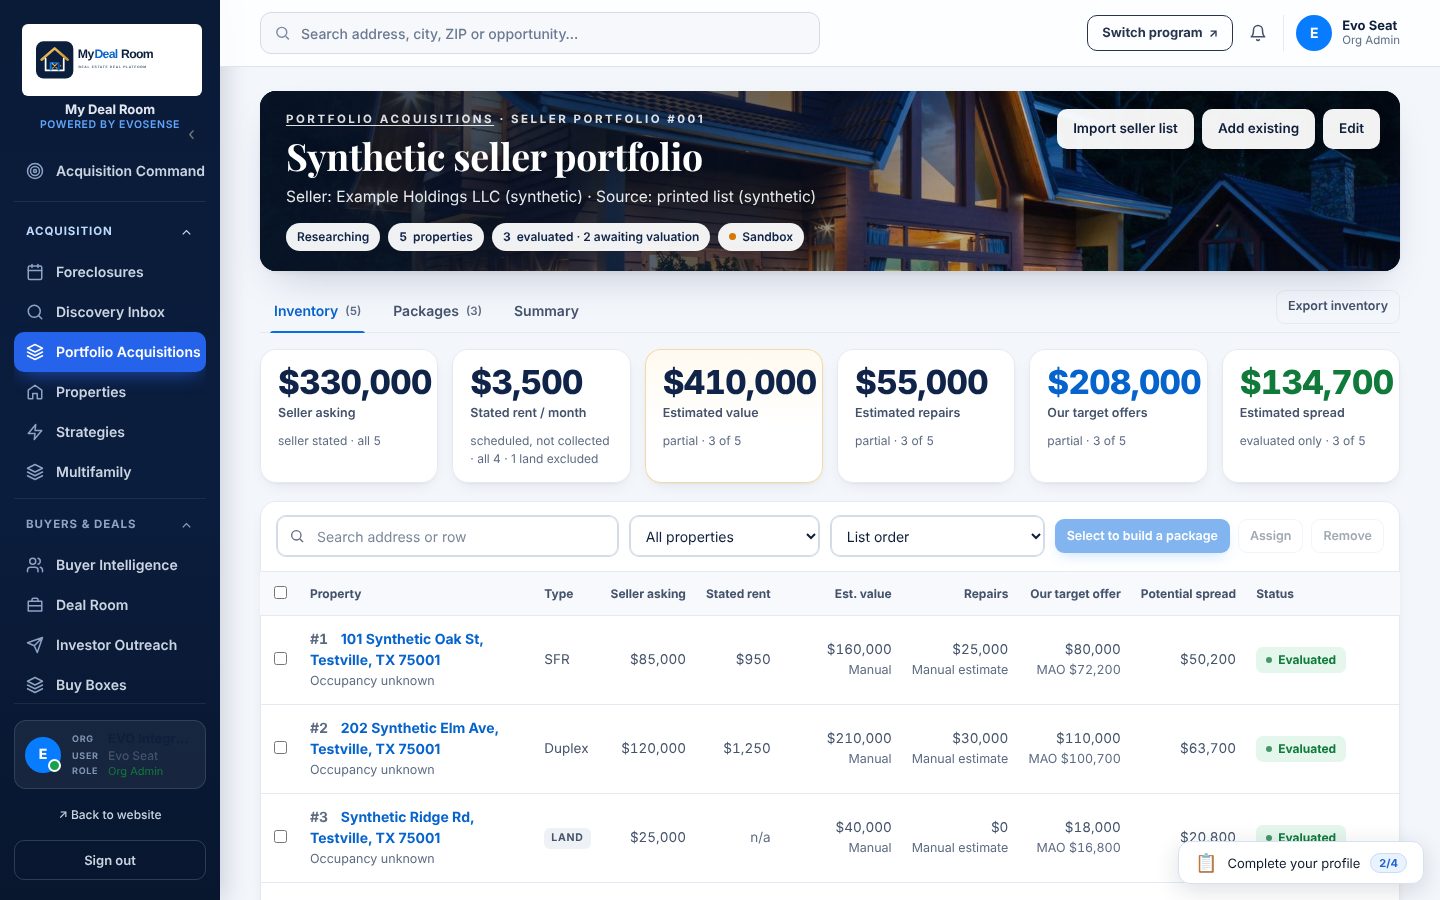 MyDeal Room
REAL ESTATE DEAL PLATFORM
My Deal Room
POWERED BY EVOSENSE
Acquisition Command
ACQUISITION
Foreclosures
Discovery Inbox
Portfolio Acquisitions
Properties
Strategies
Multifamily
BUYERS & DEALS
Buyer Intelligence
Deal Room
Investor Outreach
Buy Boxes
E
ORG EVO Integr...
USER Evo Seat
ROLE Org Admin
↗ Back to website
Sign out
Search address, city, ZIP or opportunity...
Switch program ↗
E
Evo Seat
Org Admin
PORTFOLIO ACQUISITIONS · SELLER PORTFOLIO #001
Synthetic seller portfolio
Seller: Example Holdings LLC (synthetic) · Source: printed list (synthetic)
Researching
5 properties
3 evaluated · 2 awaiting valuation
Sandbox
Import seller list
Add existing
Edit
Inventory (5)
Packages (3)
Summary
Export inventory
$330,000
Seller asking
seller stated · all 5
$3,500
Stated rent / month
scheduled, not collected
· all 4 · 1 land excluded
$410,000
Estimated value
partial · 3 of 5
$55,000
Estimated repairs
partial · 3 of 5
$208,000
Our target offers
partial · 3 of 5
$134,700
Estimated spread
evaluated only · 3 of 5
Search address or row
All properties
List order
Select to build a package
Assign
Remove
Property Type Seller asking Stated rent Est. value Repairs Our target offer Potential spread Status
#1 101 Synthetic Oak St,
Testville, TX 75001
Occupancy unknown
SFR
$85,000
$950
$160,000
Manual
$25,000
Manual estimate
$80,000
MAO $72,200
$50,200
Evaluated
#2 202 Synthetic Elm Ave,
Testville, TX 75001
Occupancy unknown
Duplex
$120,000
$1,250
$210,000
Manual
$30,000
Manual estimate
$110,000
MAO $100,700
$63,700
Evaluated
#3 Synthetic Ridge Rd,
Testville, TX 75001
Occupancy unknown
LAND
$25,000
n/a
$40,000
Manual
$0
Manual estimate
$18,000
MAO $16,800
$20,800
Evaluated
Complete your profile 2/4